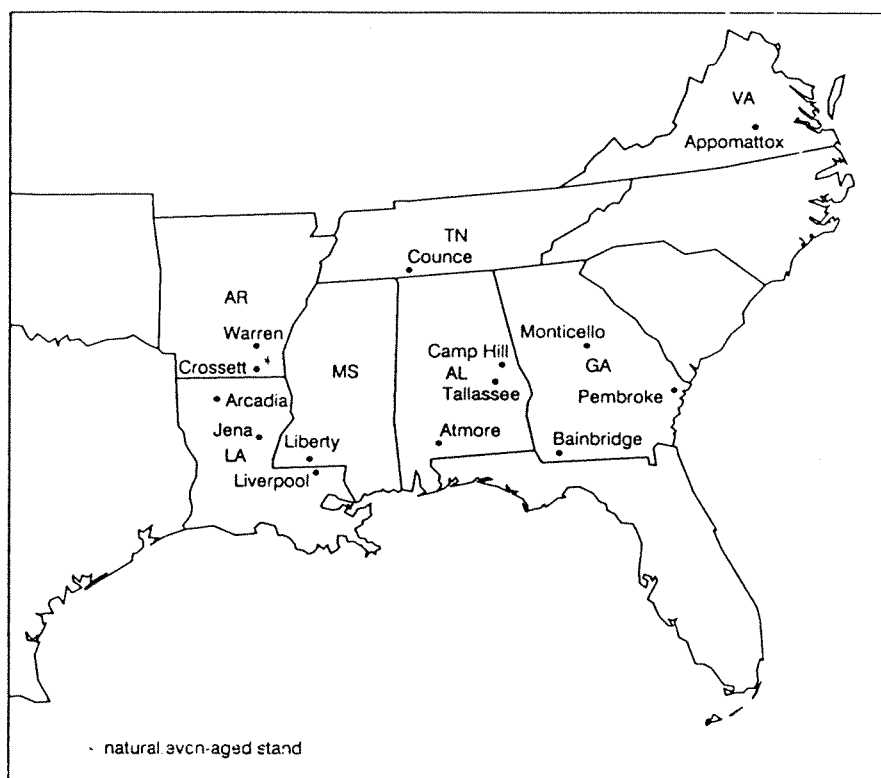 VA
Appomattox
TN
Counce
AR
Warren
Crossett
MS
Monticello
GA
Camp Hill
AL
Tallassee
Pembroke
Arcadia
Jena
LA
Liberty
Liverpool
Atmore
Bainbridge
natural even-aged stand